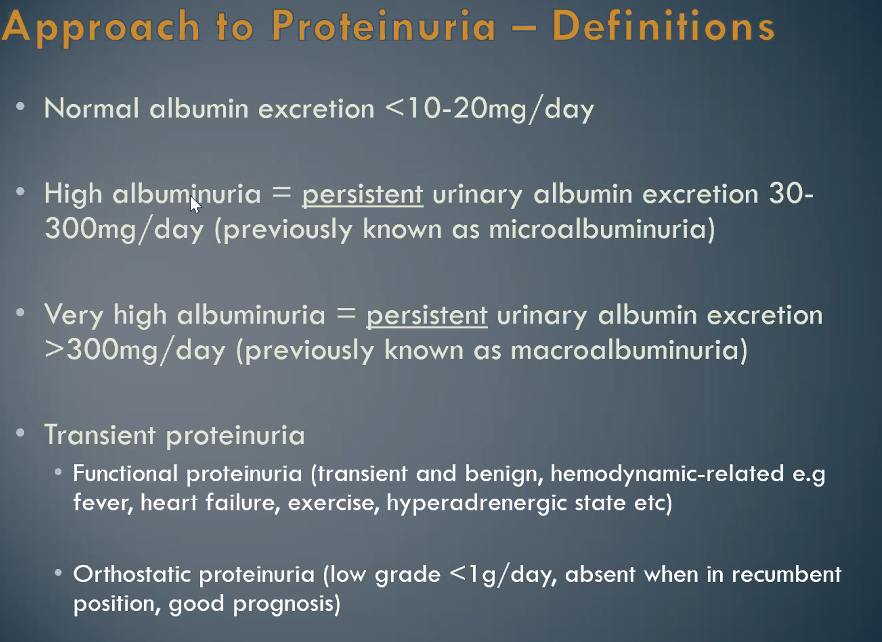 Approach to Proteinuria – Definitions
• Normal albumin excretion <10-20mg/day
• High albuminuria = persistent urinary albumin excretion 30-
300mg/day (previously known as microalbuminuria)
• Very high albuminuria = persistent urinary albumin excretion
>300mg/day (previously known as macroalbuminuria)
• Transient proteinuria
• Functional proteinuria (transient and benign, hemodynamic-related e.g
fever, heart failure, exercise, hyperadrenergic state etc)
• Orthostatic proteinuria (low grade <1g/day, absent when in recumbent
position, good prognosis)